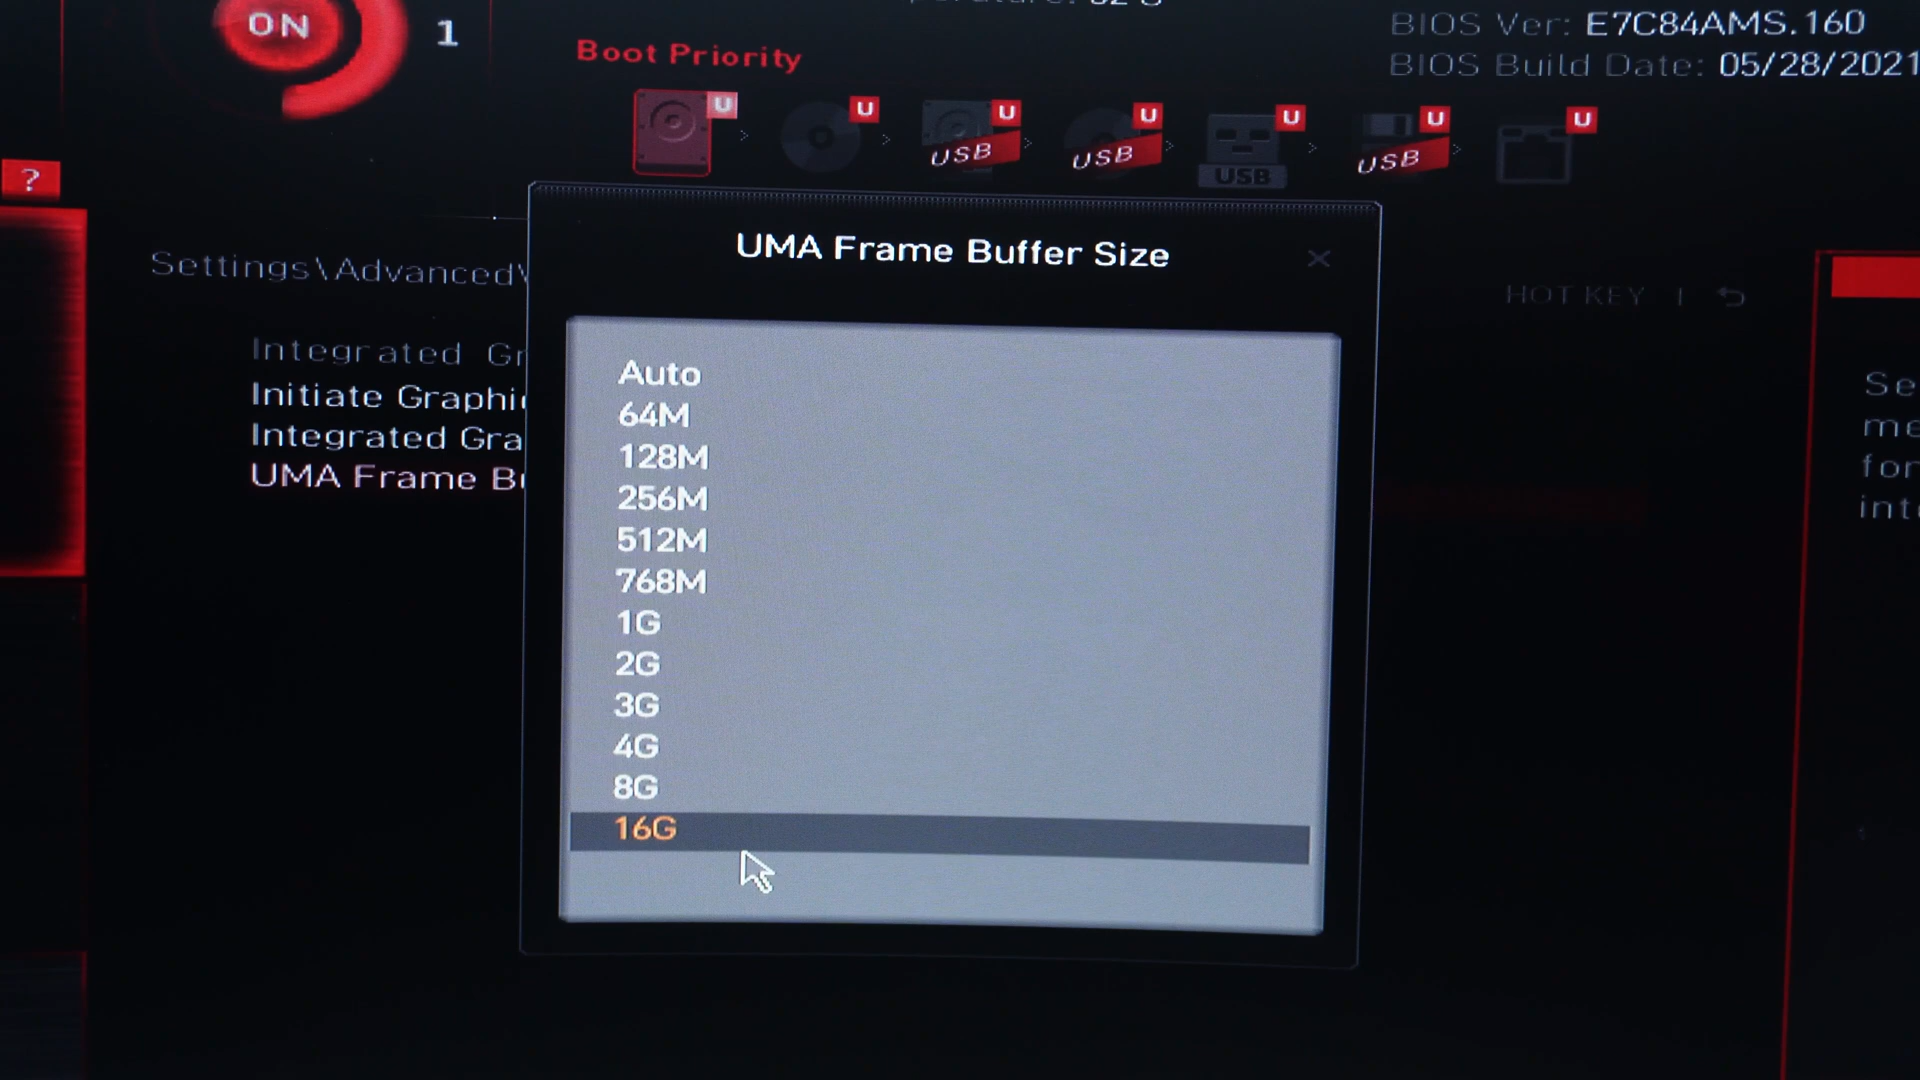 ON
1
Boot Priority
BIOS Ver: E7C84AMS.160
BIOS Build Date: 05/28/2021
U
U
U
U
U
U
U
USB
USB
USB
USB
?
Settings\Advanced\
HOT KEY |
Integrated Gr
Initiate Graphi
Integrated Gra
UMA Frame B
UMA Frame Buffer Size
X
Auto
64M
128M
256M
512M
768M
1G
2G
3G
4G
8G
16G
Se
me
for
inte